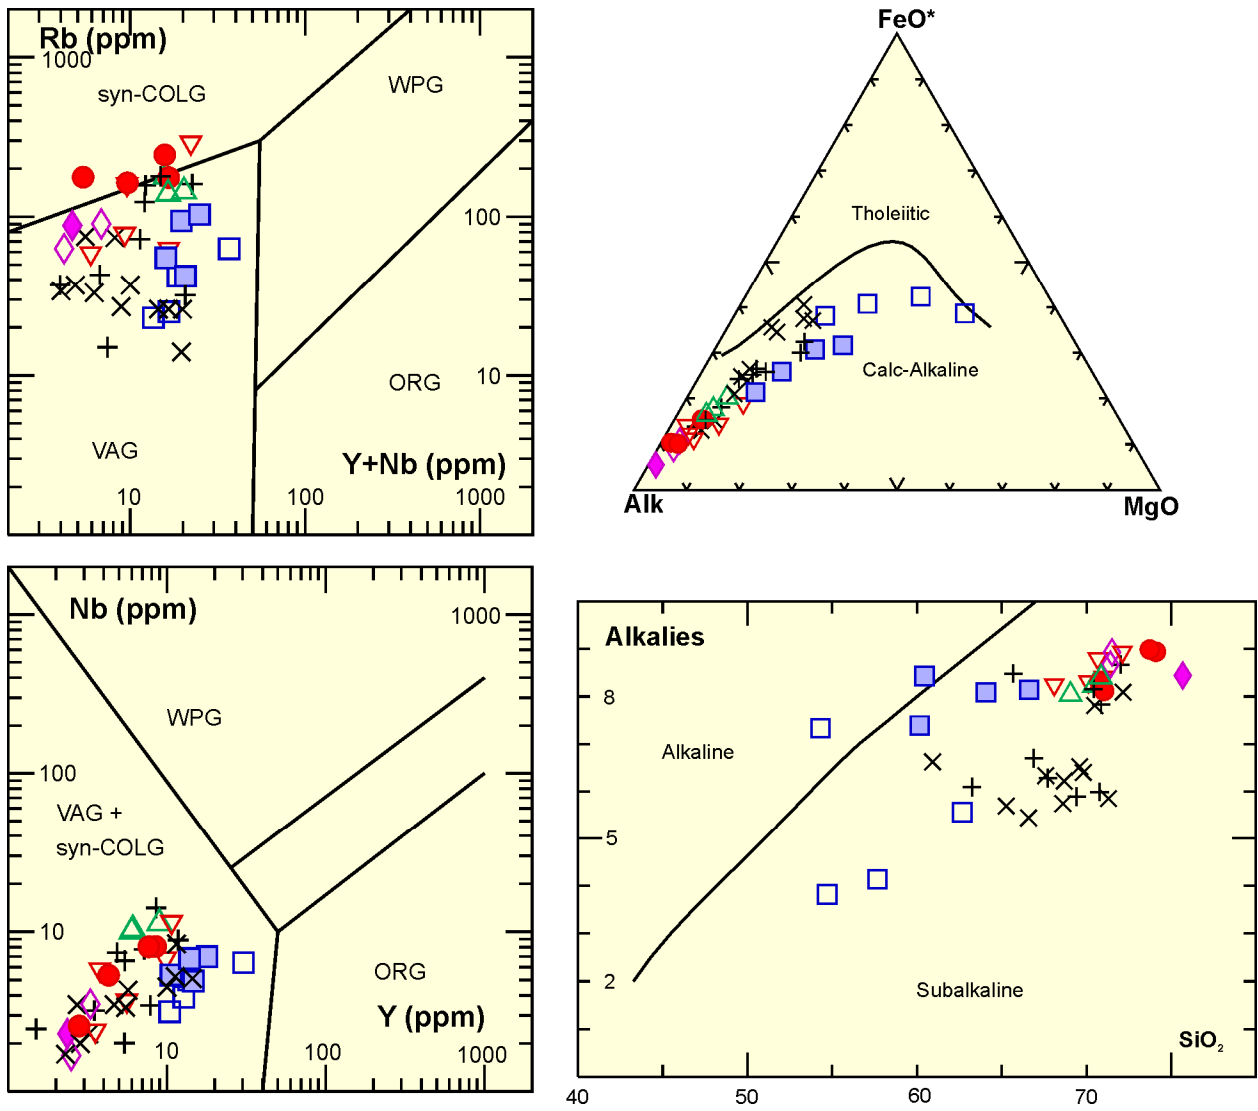 Rb (ppm)
1000
syn-COLG
WPG
100
10
ORG
VAG
Y+Nb (ppm)
10
100
1000
FeO*
Tholeiitic
Calc-Alkaline
Alk
MgO
Nb (ppm)
1000
WPG
100
VAG +
syn-COLG
10
ORG
Y (ppm)
10
100
1000
Alkalies
8
Alkaline
5
2
Subalkaline
SiO₂
40
50
60
70